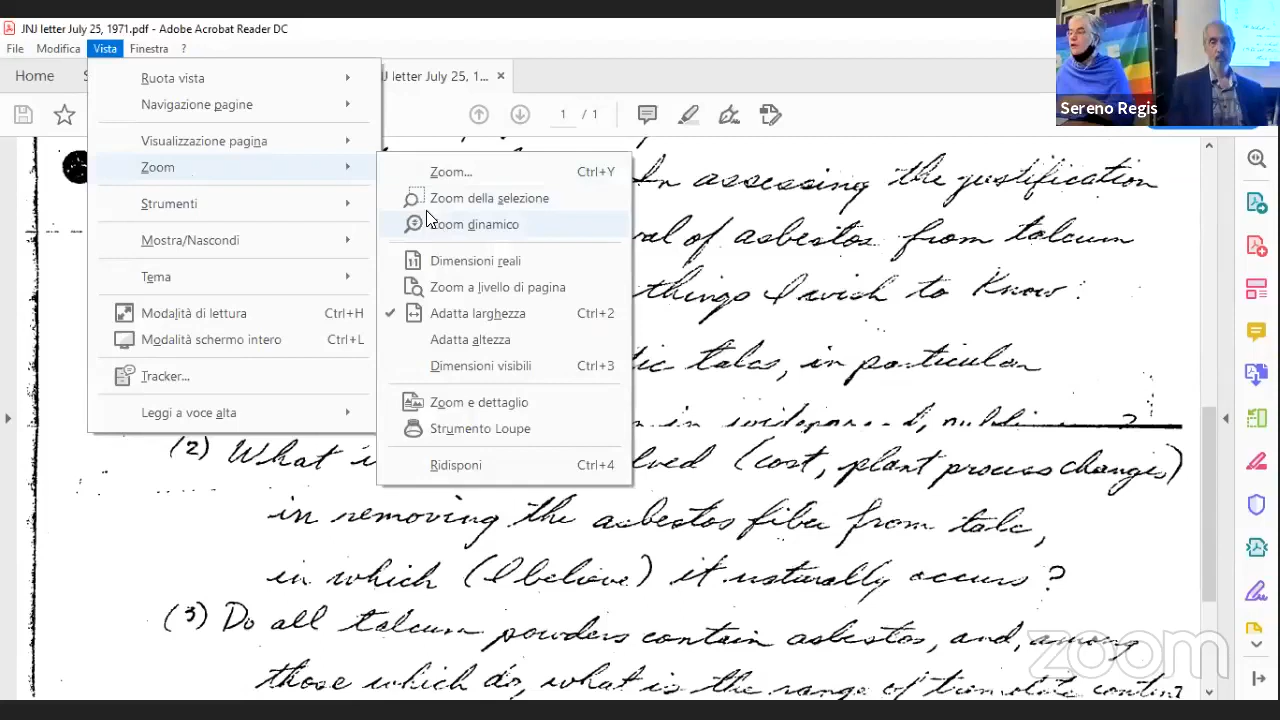 JNJ letter July 25, 1971.pdf - Adobe Acrobat Reader DC
File Modifica Vista Finestra ?
Home S J letter July 25, 1... ×
1 / 1
Sereno Regis
Ruota vista
Navigazione pagine
Visualizzazione pagina
Zoom
Strumenti
Mostra/Nascondi
Tema
Modalità di lettura Ctrl+H
Modalità schermo intero Ctrl+L
Tracker...
Leggi a voce alta
Zoom... Ctrl+Y
Zoom della selezione
Zoom dinamico
Dimensioni reali
Zoom a livello di pagina
Adatta larghezza Ctrl+2
Adatta altezza
Dimensioni visibili Ctrl+3
Zoom e dettaglio
Strumento Loupe
Ridisponi Ctrl+4
In assessing the justification
al of asbestos from talcum
things I wish to know:
tic talcs, in particular
(2) What i lved (cost, plant process changes)
in removing the asbestos fiber from talc,
in which (I believe) it naturally occurs?
(3) Do all talcum powders contain asbestos, and, among
those which do, what is the range of tremolite conten
zoom